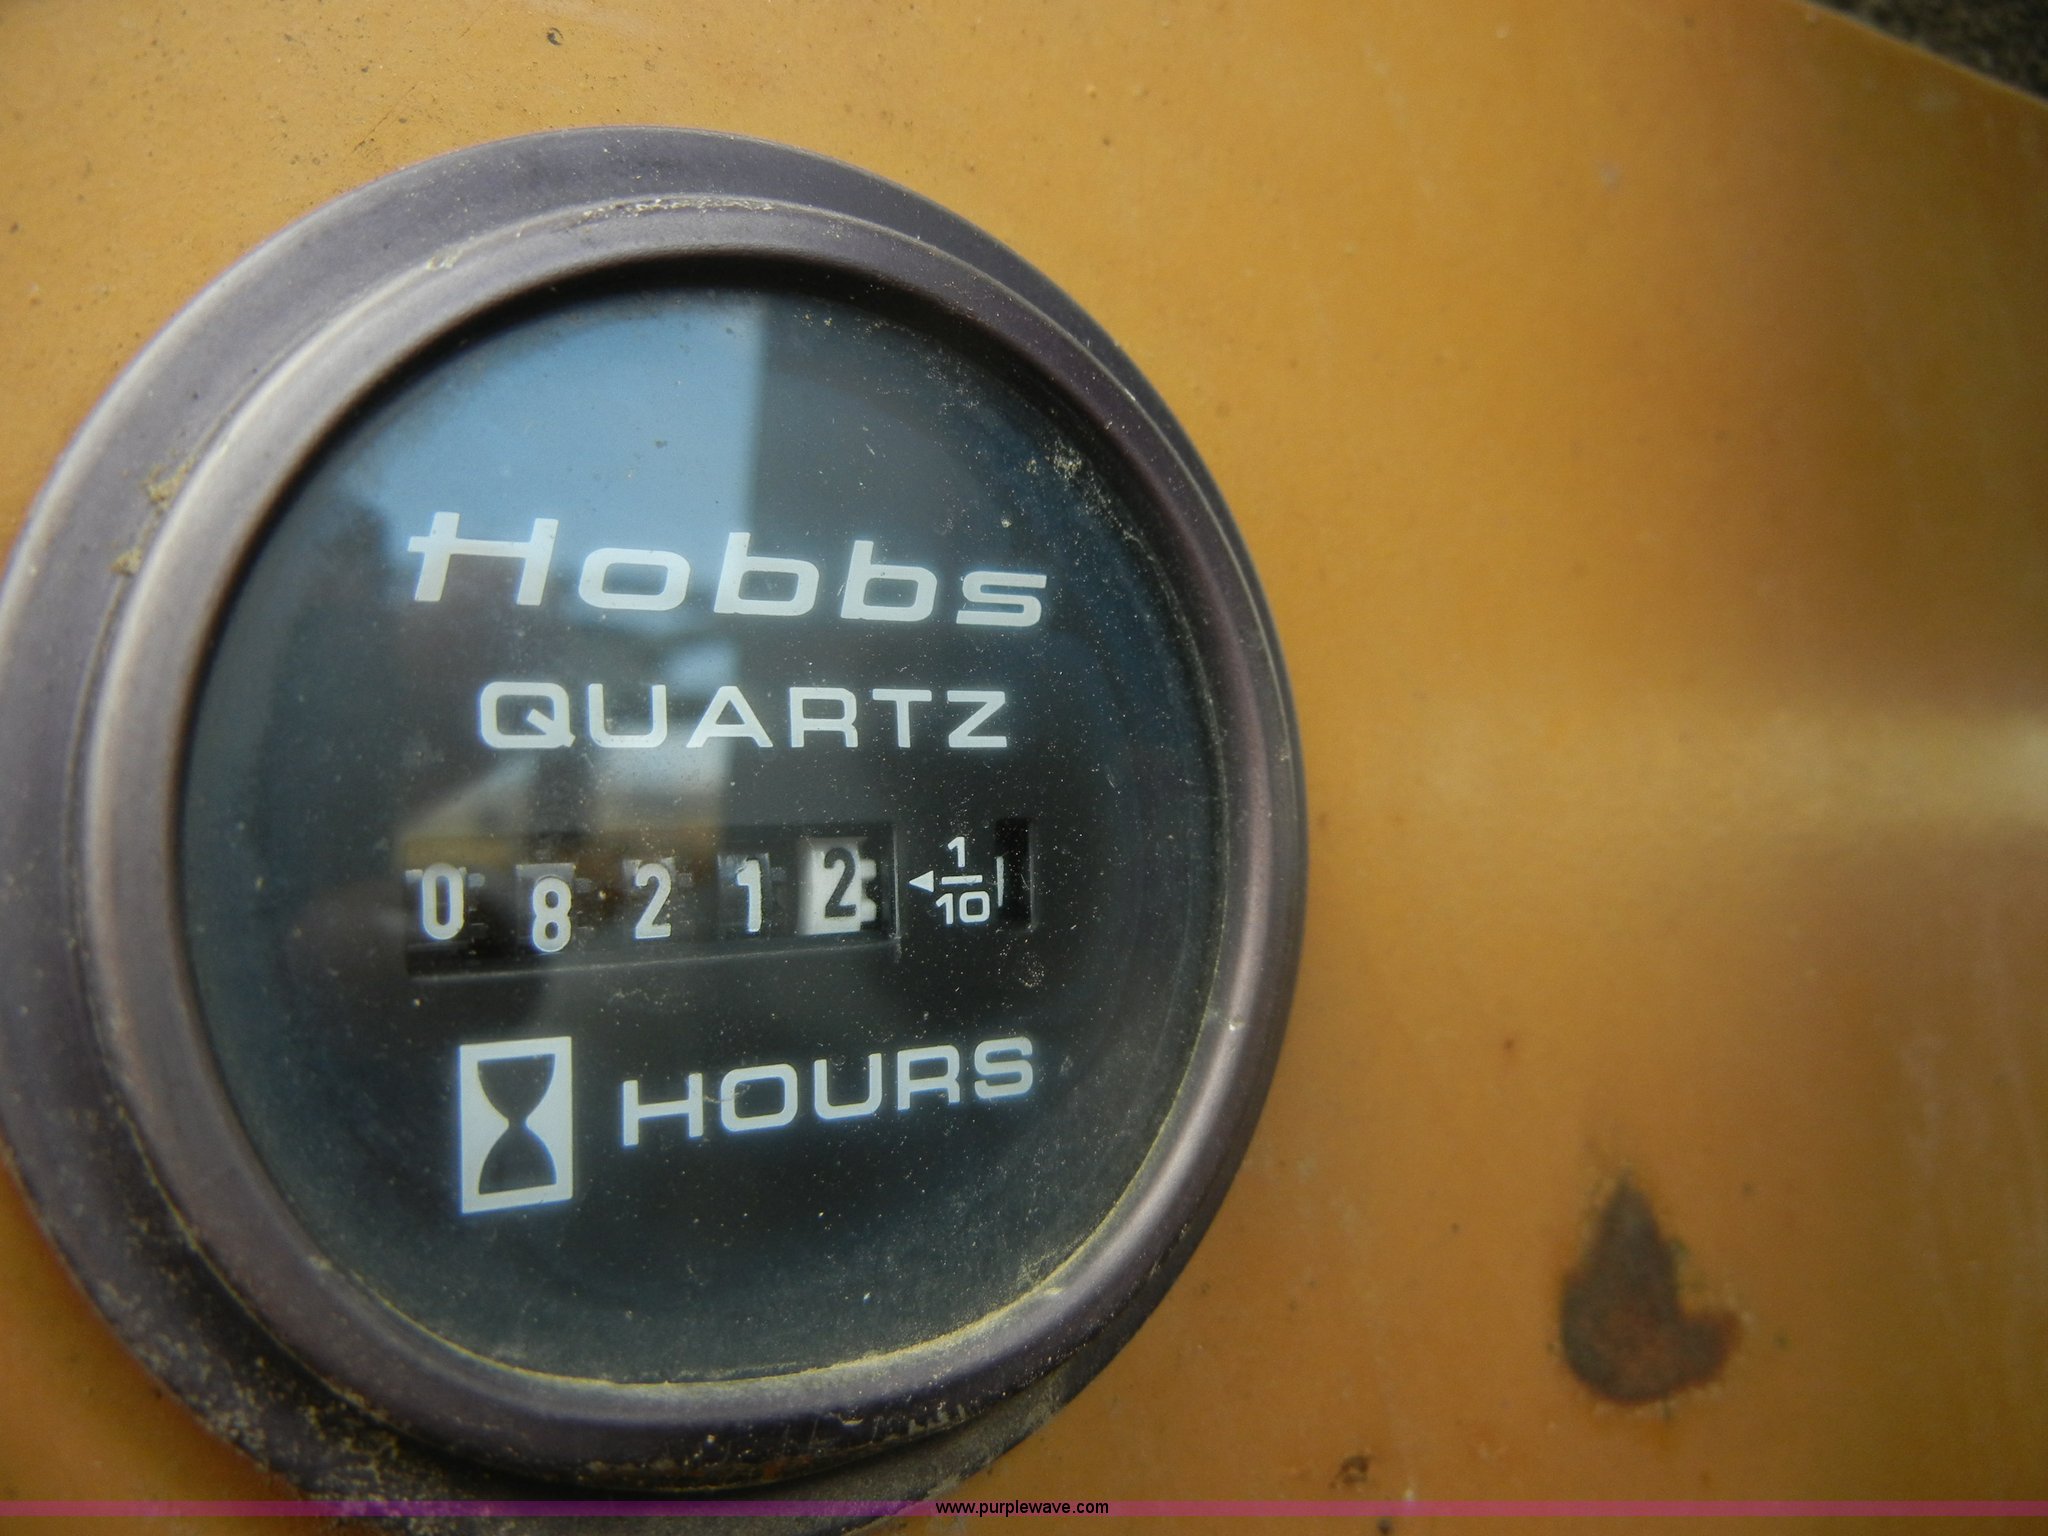 Hobbs
QUARTZ
0 8 2 1 2 ◄ 1/10
HOURS
www.purplewave.com